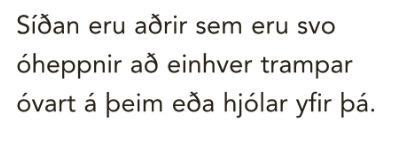 Síðan eru aðrir sem eru svo
óheppnir að einhver trampar
óvart á þeim eða hjólar yfir þá.